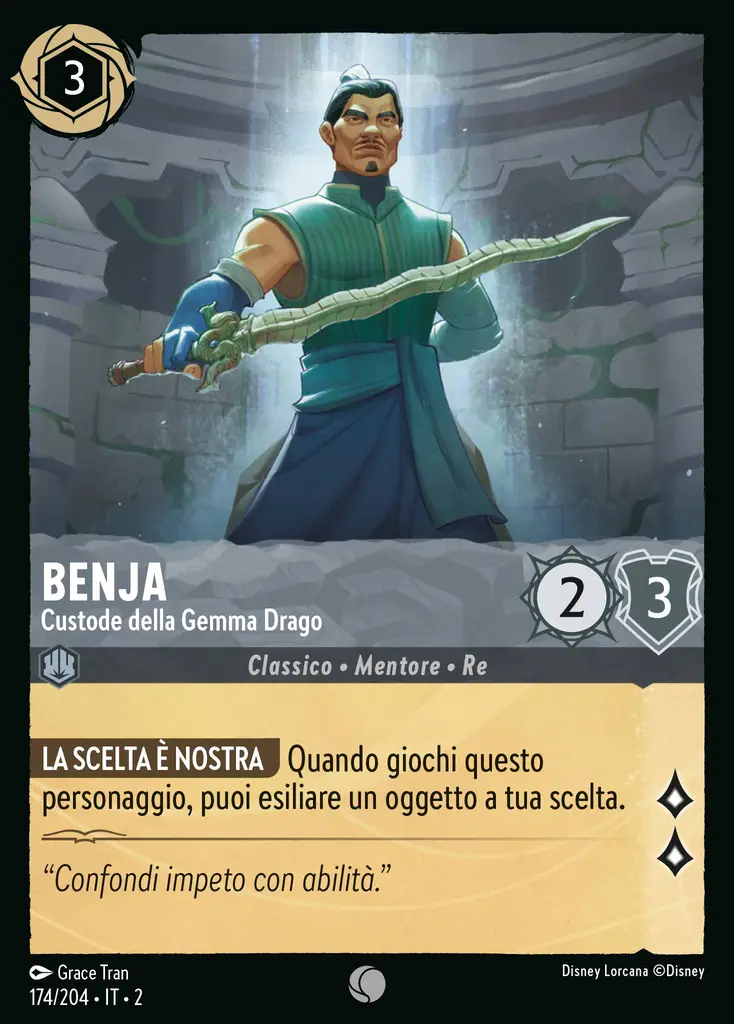 3
BENJA
Custode della Gemma Drago
2
3
Classico • Mentore • Re
LA SCELTA È NOSTRA Quando giochi questo
personaggio, puoi esiliare un oggetto a tua scelta.
“Confondi impeto con abilità.”
Grace Tran
174/204 • IT • 2
Disney Lorcana ©Disney